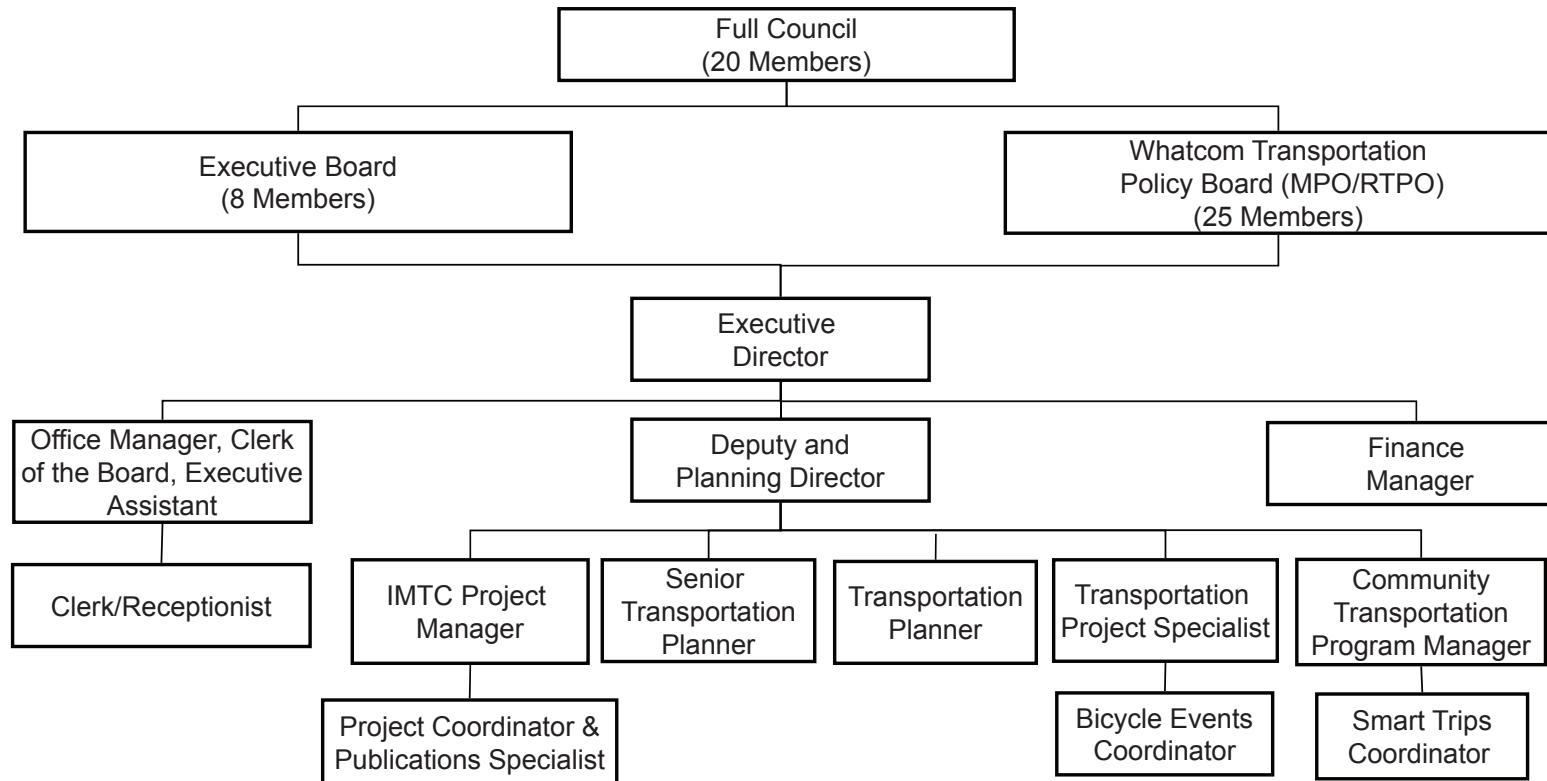 Full Council
(20 Members)
Executive Board
(8 Members)
Whatcom Transportation
Policy Board (MPO/RTPO)
(25 Members)
Executive
Director
Office Manager, Clerk
of the Board, Executive
Assistant
Deputy and
Planning Director
Finance
Manager
Clerk/Receptionist
IMTC Project
Manager
Senior
Transportation
Planner
Transportation
Planner
Transportation
Project Specialist
Community
Transportation
Program Manager
Project Coordinator &
Publications Specialist
Bicycle Events
Coordinator
Smart Trips
Coordinator